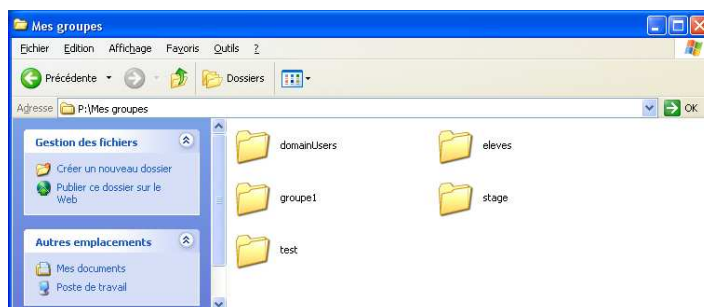 Mes groupes
Fichier Edition Affichage Favoris Outils ?
Précédente Dossiers
Adresse P:\Mes groupes OK
Gestion des fichiers
Créer un nouveau dossier
Publier ce dossier sur le
Web
Autres emplacements
Mes documents
Poste de travail
domainUsers eleves
groupe1 stage
test